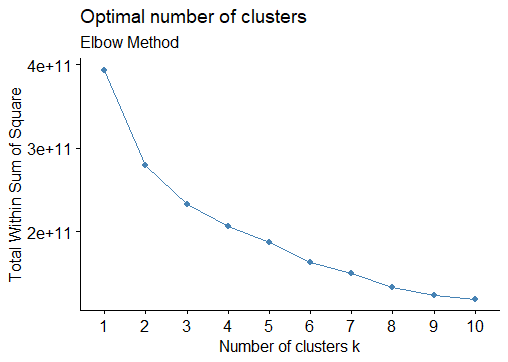 Optimal number of clusters
Elbow Method
Total Within Sum of Square
4e+11
3e+11
2e+11
1 2 3 4 5 6 7 8 9 10
Number of clusters k